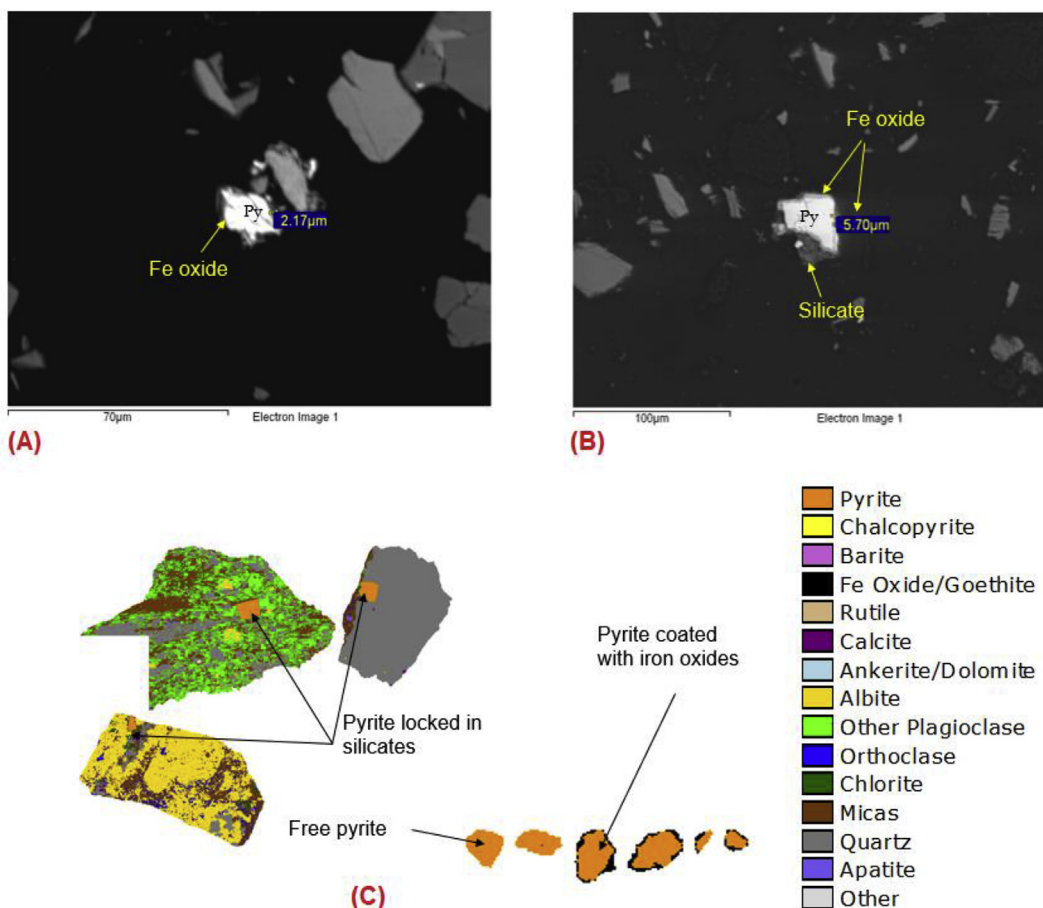 Py
2.17µm
Fe oxide
70µm
Electron Image 1
(A)
Fe oxide
Py
5.70µm
Silicate
100µm
Electron Image 1
(B)
Pyrite locked in
silicates
Pyrite coated
with iron oxides
Free pyrite
(C)
Pyrite
Chalcopyrite
Barite
Fe Oxide/Goethite
Rutile
Calcite
Ankerite/Dolomite
Albite
Other Plagioclase
Orthoclase
Chlorite
Micas
Quartz
Apatite
Other